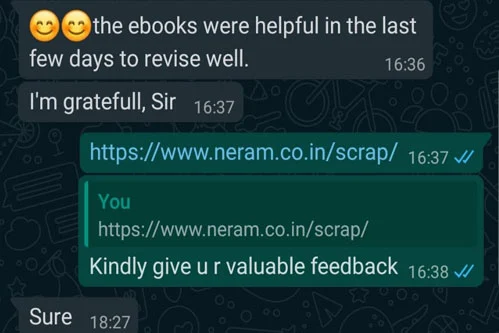 😊😊the ebooks were helpful in the last
few days to revise well.
16:36
I'm gratefull, Sir 16:37
https://www.neram.co.in/scrap/ 16:37
You
https://www.neram.co.in/scrap/
Kindly give u r valuable feedback 16:38
Sure 18:27